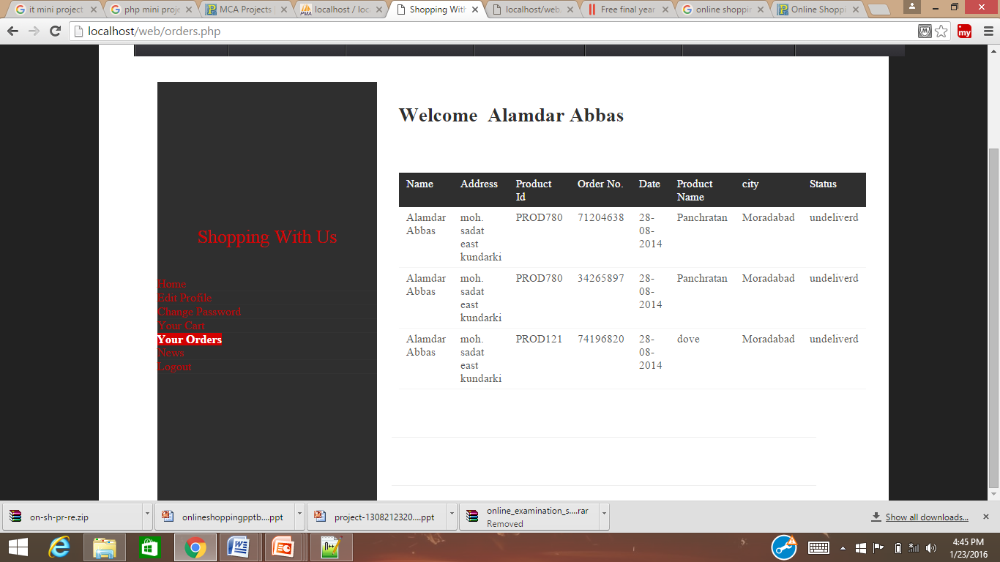 it mini project
php mini proje
MCA Projects
localhost / loc
Shopping With
localhost/web
Free final year
online shoppin
Online Shoppi
localhost/web/orders.php
my
Welcome Alamdar Abbas
Name Address Product Id Order No. Date Product Name city Status
Alamdar Abbas moh. sadat east kundarki PROD780 71204638 28-08-2014 Panchratan Moradabad undeliverd
Alamdar Abbas moh. sadat east kundarki PROD780 34265897 28-08-2014 Panchratan Moradabad undeliverd
Alamdar Abbas moh. sadat east kundarki PROD121 74196820 28-08-2014 dove Moradabad undeliverd
Shopping With Us
Home
Edit Profile
Change Password
Your Cart
Your Orders
News
Logout
on-sh-pr-re.zip
onlineshoppingpptb....ppt
project-1308212320....ppt
online_examination_s....rar
Removed
Show all downloads...
4:45 PM
1/23/2016